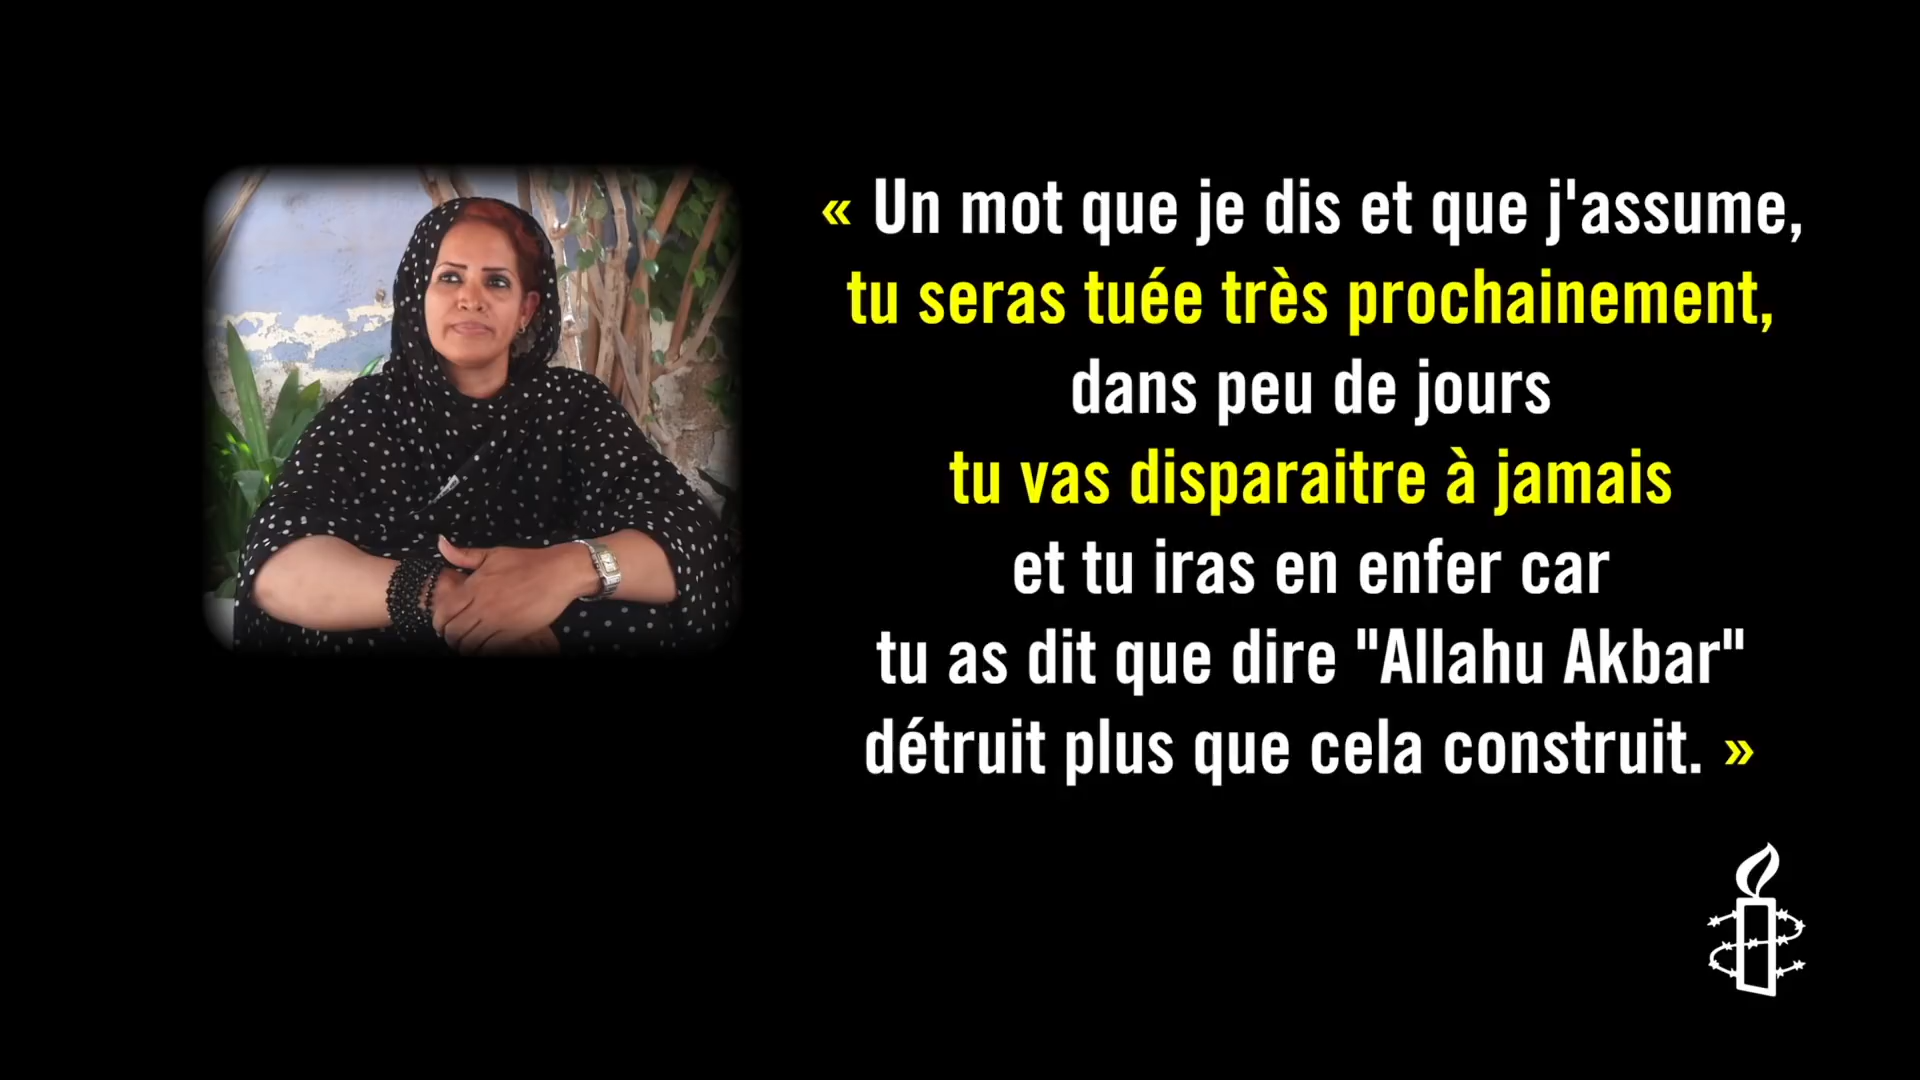 « Un mot que je dis et que j'assume,
tu seras tuée très prochainement,
dans peu de jours
tu vas disparaitre à jamais
et tu iras en enfer car
tu as dit que dire "Allahu Akbar"
détruit plus que cela construit. »